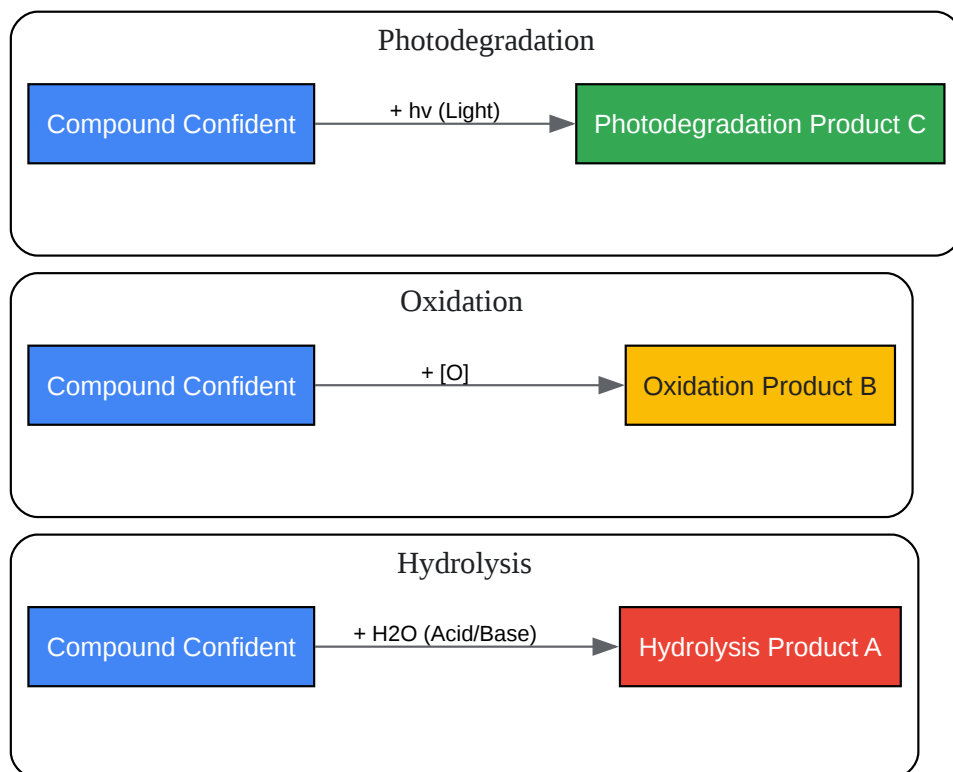 Photodegradation
Compound Confident
+ hv (Light)
Photodegradation Product C
Oxidation
Compound Confident
+ [O]
Oxidation Product B
Hydrolysis
Compound Confident
+ H2O (Acid/Base)
Hydrolysis Product A